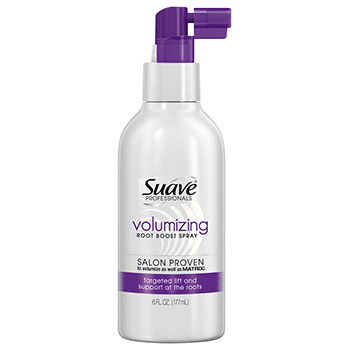 Suave
PROFESSIONALS
volumizing
ROOT BOOST SPRAY
SALON PROVEN
to volumize as well as MATRIX
targeted lift and
support at the roots
6 FL OZ. (177mL)